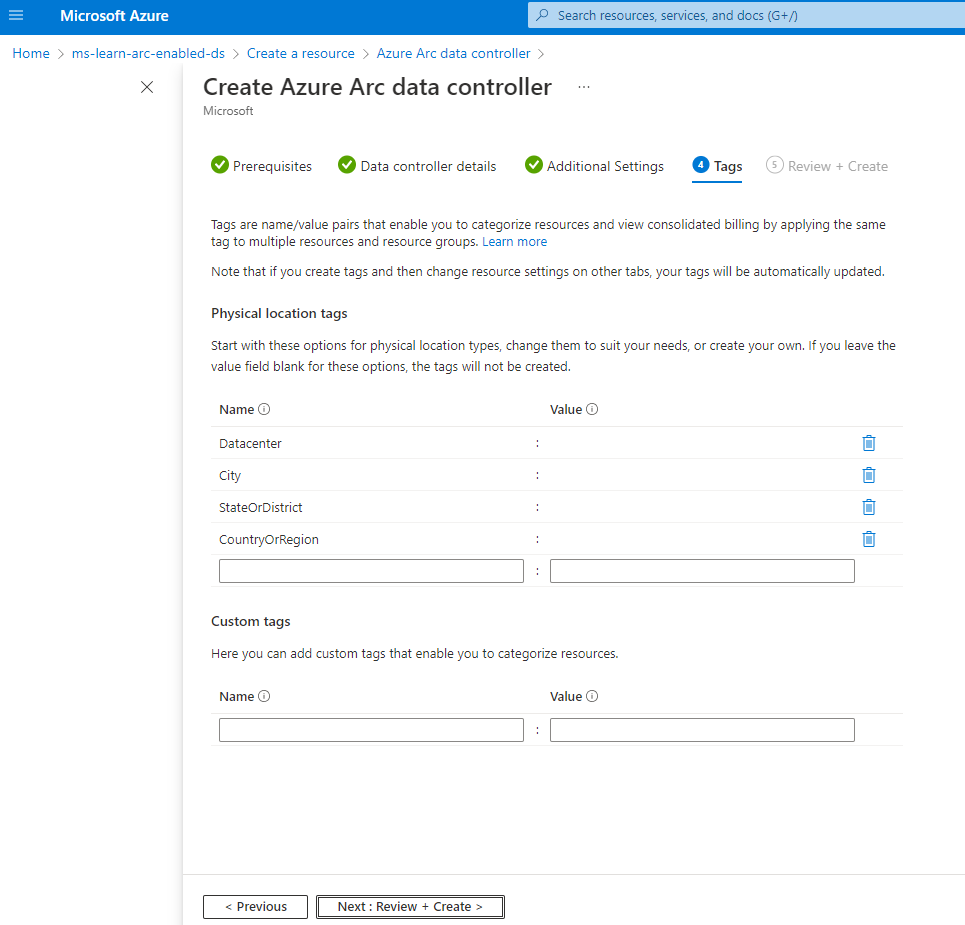 Microsoft Azure
Search resources, services, and docs (G+/)
Home > ms-learn-arc-enabled-ds > Create a resource > Azure Arc data controller >
Create Azure Arc data controller ...
Microsoft
Prerequisites
Data controller details
Additional Settings
4 Tags
5 Review + Create
Tags are name/value pairs that enable you to categorize resources and view consolidated billing by applying the same
tag to multiple resources and resource groups. Learn more
Note that if you create tags and then change resource settings on other tabs, your tags will be automatically updated.
Physical location tags
Start with these options for physical location types, change them to suit your needs, or create your own. If you leave the
value field blank for these options, the tags will not be created.
Name Value
Datacenter :
City :
StateOrDistrict :
CountryOrRegion :
:
Custom tags
Here you can add custom tags that enable you to categorize resources.
Name Value
:
< Previous
Next : Review + Create >